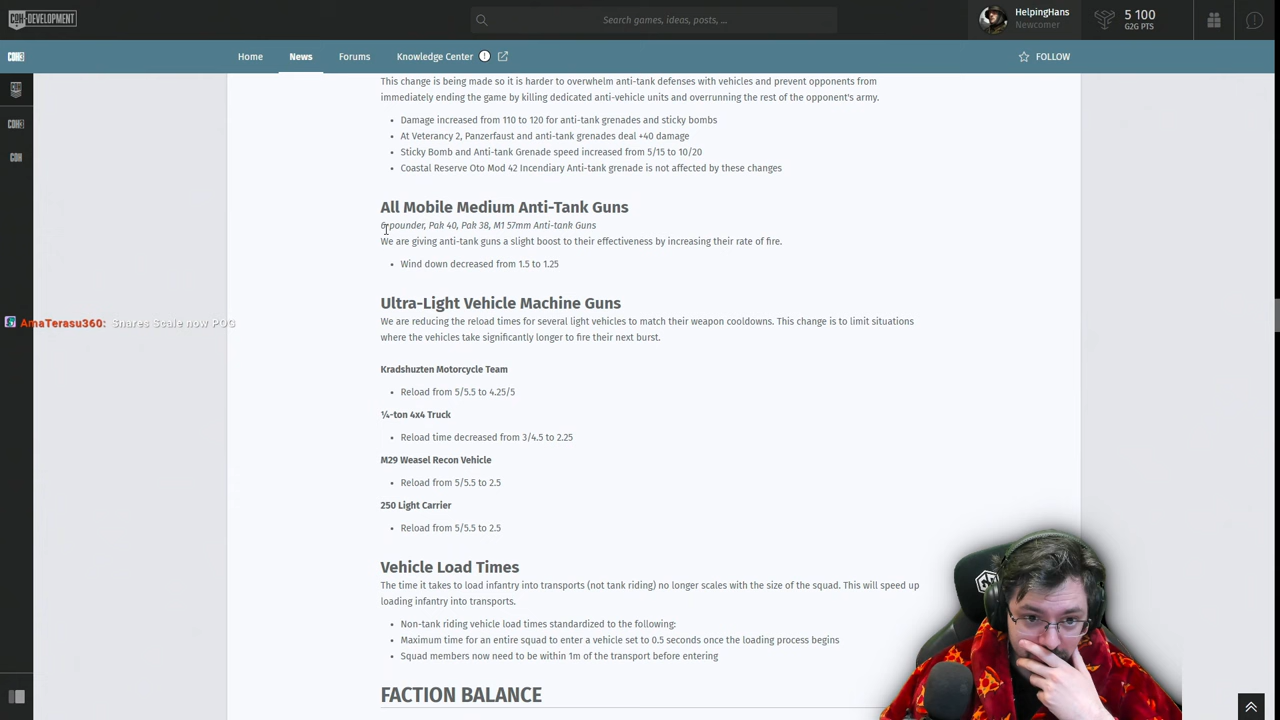 COH-DEVELOPMENT
Search games, ideas, posts, ...
HelpingHans
Newcomer
5 100
G2G PTS
COH3
Home
News
Forums
Knowledge Center
FOLLOW
COH3
COH
This change is being made so it is harder to overwhelm anti-tank defenses with vehicles and prevent opponents from
immediately ending the game by killing dedicated anti-vehicle units and overrunning the rest of the opponent's army.
• Damage increased from 110 to 120 for anti-tank grenades and sticky bombs
• At Veterancy 2, Panzerfaust and anti-tank grenades deal +40 damage
• Sticky Bomb and Anti-tank Grenade speed increased from 5/15 to 10/20
• Coastal Reserve Oto Mod 42 Incendiary Anti-tank grenade is not affected by these changes
All Mobile Medium Anti-Tank Guns
6-pounder, Pak 40, Pak 38, M1 57mm Anti-tank Guns
We are giving anti-tank guns a slight boost to their effectiveness by increasing their rate of fire.
• Wind down decreased from 1.5 to 1.25
Ultra-Light Vehicle Machine Guns
AmaTerasu360: Snares Scale now POG
We are reducing the reload times for several light vehicles to match their weapon cooldowns. This change is to limit situations
where the vehicles take significantly longer to fire their next burst.
Kradshuzten Motorcycle Team
• Reload from 5/5.5 to 4.25/5
¼-ton 4x4 Truck
• Reload time decreased from 3/4.5 to 2.25
M29 Weasel Recon Vehicle
• Reload from 5/5.5 to 2.5
250 Light Carrier
• Reload from 5/5.5 to 2.5
Vehicle Load Times
The time it takes to load infantry into transports (not tank riding) no longer scales with the size of the squad. This will speed up
loading infantry into transports.
• Non-tank riding vehicle load times standardized to the following:
• Maximum time for an entire squad to enter a vehicle set to 0.5 seconds once the loading process begins
• Squad members now need to be within 1m of the transport before entering
FACTION BALANCE